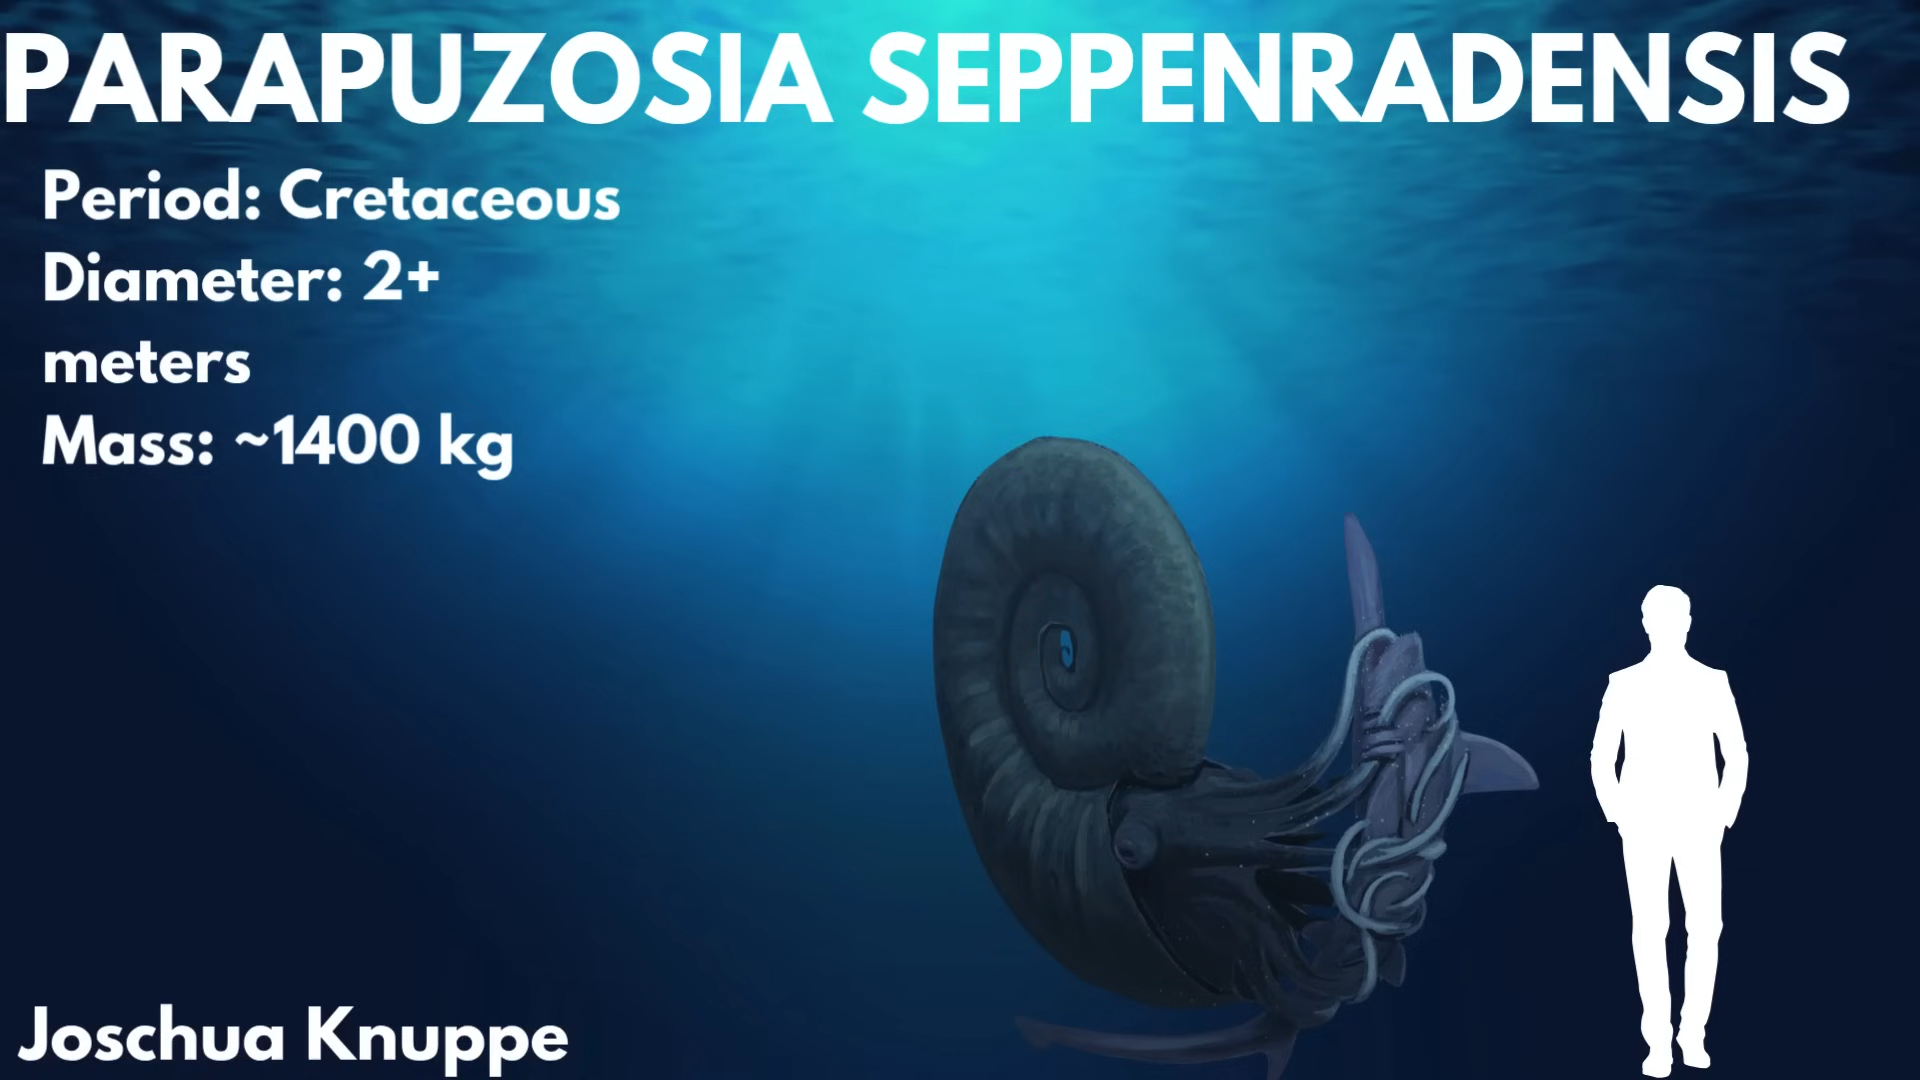 PARAPUZOSIA SEPPENRADENSIS
Period: Cretaceous
Diameter: 2+
meters
Mass: ~1400 kg
Joschua Knuppe